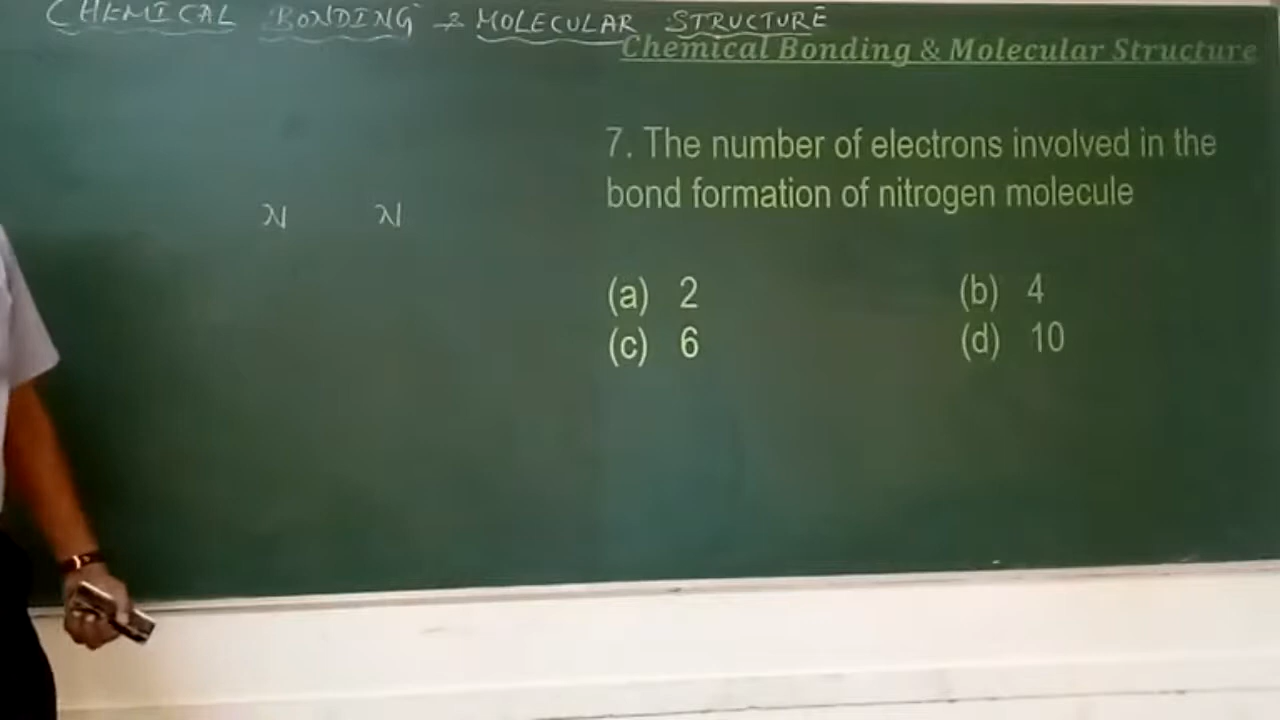 CHEMICAL BONDING & MOLECULAR STRUCTURE
Chemical Bonding & Molecular Structure
7. The number of electrons involved in the
bond formation of nitrogen molecule
N N
(a) 2 (b) 4
(c) 6 (d) 10